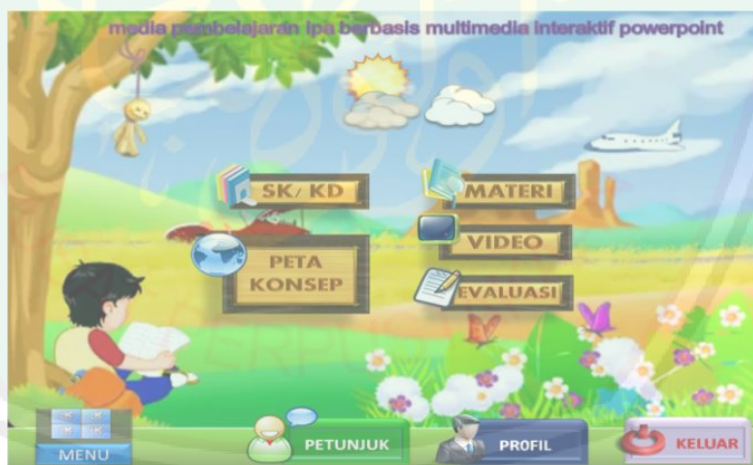 media pembelajaran ipa berbasis multimedia interaktif powerpoint
SK/ KD
MATERI
PETA
KONSEP
VIDEO
EVALUASI
MENU
PETUNJUK
PROFIL
KELUAR